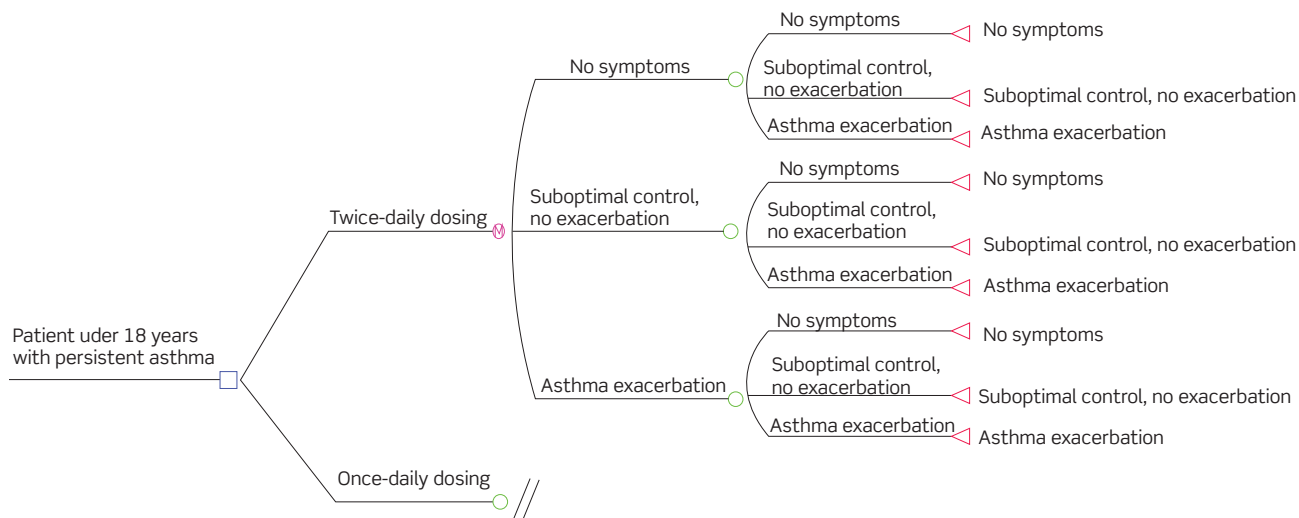 No symptoms
No symptoms
Suboptimal control,
no exacerbation
Suboptimal control, no exacerbation
Asthma exacerbation
Asthma exacerbation
No symptoms
No symptoms
No symptoms
Suboptimal control,
no exacerbation
Suboptimal control, no exacerbation
Asthma exacerbation
Asthma exacerbation
Suboptimal control,
no exacerbation
Twice-daily dosing
M
No symptoms
No symptoms
Suboptimal control,
no exacerbation
Suboptimal control, no exacerbation
Asthma exacerbation
Asthma exacerbation
Asthma exacerbation
Patient uder 18 years
with persistent asthma
Once-daily dosing